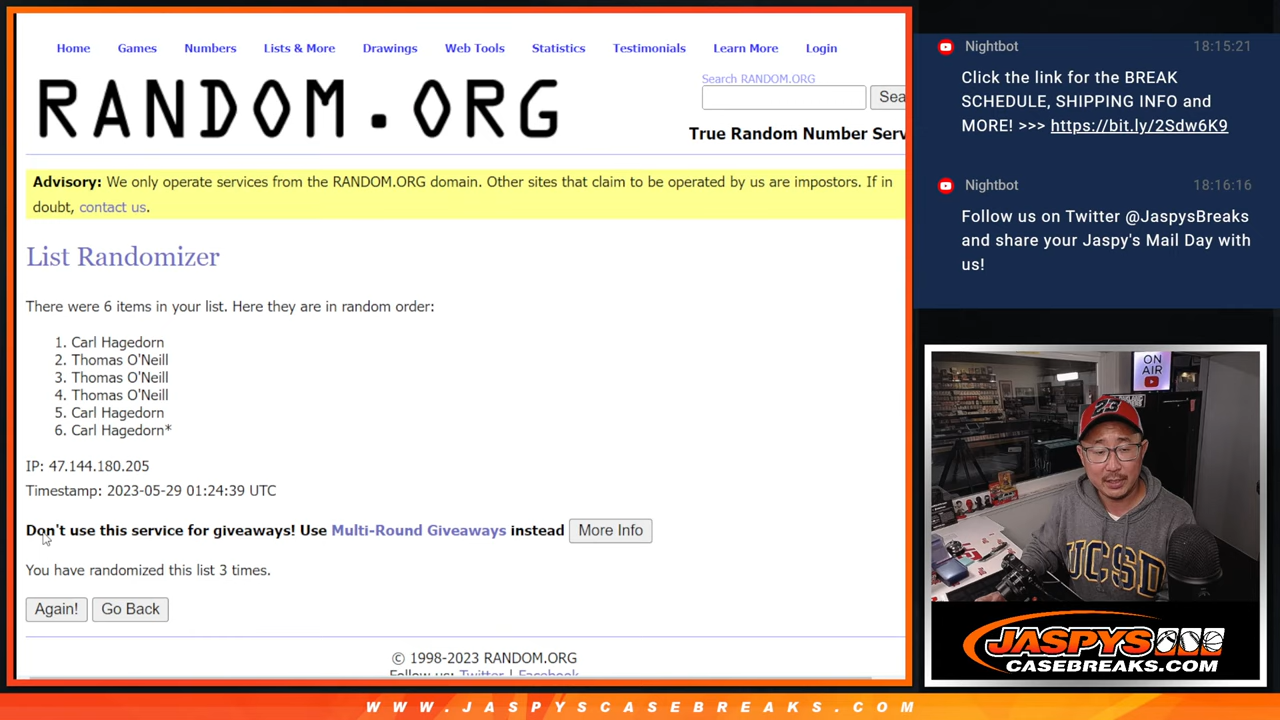 Home Games Numbers Lists & More Drawings Web Tools Statistics Testimonials Learn More Login
RANDOM.ORG
Search RANDOM.ORG
Sea
True Random Number Serv
Advisory: We only operate services from the RANDOM.ORG domain. Other sites that claim to be operated by us are impostors. If in
doubt, contact us.
List Randomizer
There were 6 items in your list. Here they are in random order:
1. Carl Hagedorn
2. Thomas O'Neill
3. Thomas O'Neill
4. Thomas O'Neill
5. Carl Hagedorn
6. Carl Hagedorn*
IP: 47.144.180.205
Timestamp: 2023-05-29 01:24:39 UTC
Don't use this service for giveaways! Use Multi-Round Giveaways instead More Info
You have randomized this list 3 times.
Again! Go Back
© 1998-2023 RANDOM.ORG
Follow us: Twitter | Facebook
Nightbot 18:15:21
Click the link for the BREAK
SCHEDULE, SHIPPING INFO and
MORE! >>> https://bit.ly/2Sdw6K9
Nightbot 18:16:16
Follow us on Twitter @JaspysBreaks
and share your Jaspy's Mail Day with
us!
ON
AIR
UCSD
JASPYS
CASEBREAKS.COM
WWW.JASPYSCASEBREAKS.COM